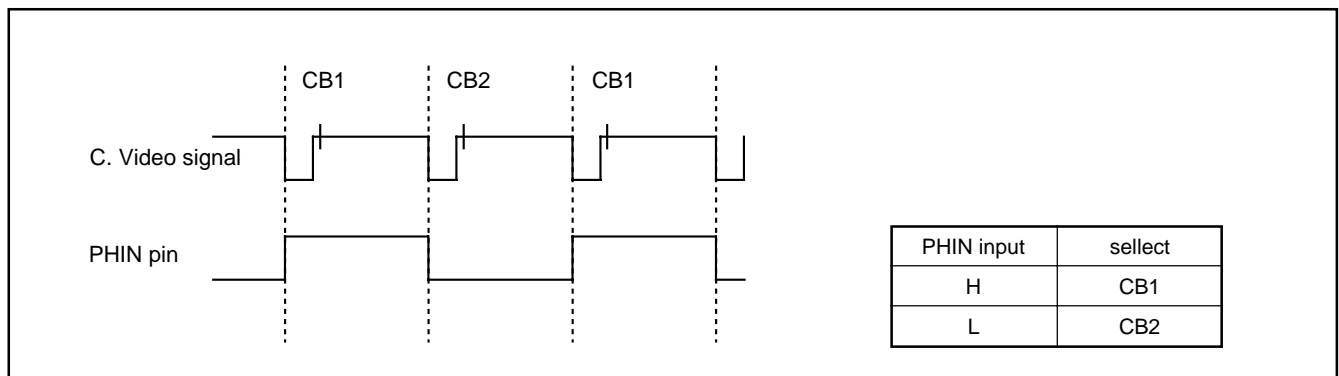 CB1 CB2 CB1
C. Video signal
PHIN pin
PHIN input sellect
H CB1
L CB2